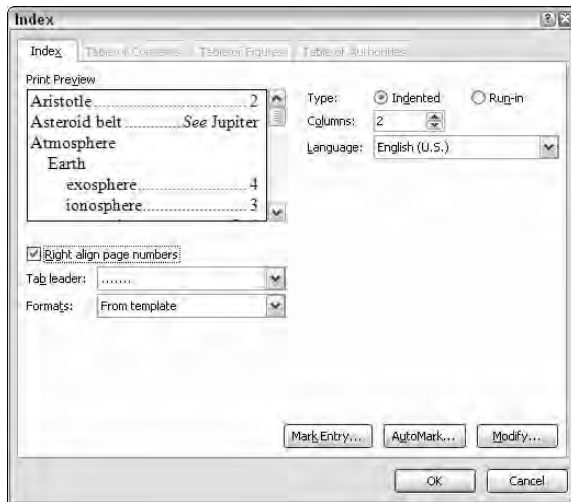 Index
Index Table of Contents Table of Figures Table of Authorities
Print Preview
Aristotle 2
Asteroid belt See Jupiter
Atmosphere
Earth
exosphere 4
ionosphere 3
Type: Indented Run-in
Columns: 2
Language: English (U.S.)
Right align page numbers
Tab leader: .......
Formats: From template
Mark Entry... AutoMark... Modify...
OK Cancel